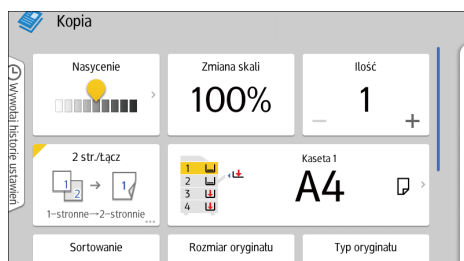 Kopia
Wywołaj historie ustawień
Nasycenie
Zmiana skali
100%
Ilość
1
2 str./Łącz
1
2
1
1-stronne→2-stronnie
1
2
3
4
Kaseta 1
A4
Sortowanie
Rozmiar oryginału
Typ oryginału